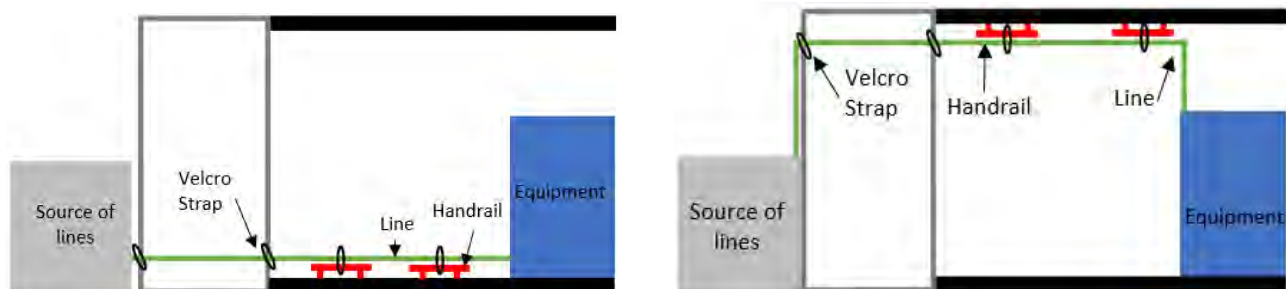 Source of
lines
Velcro
Strap
Line
Handrail
Equipment
Source of
lines
Velcro
Strap
Handrail
Line
Equipment